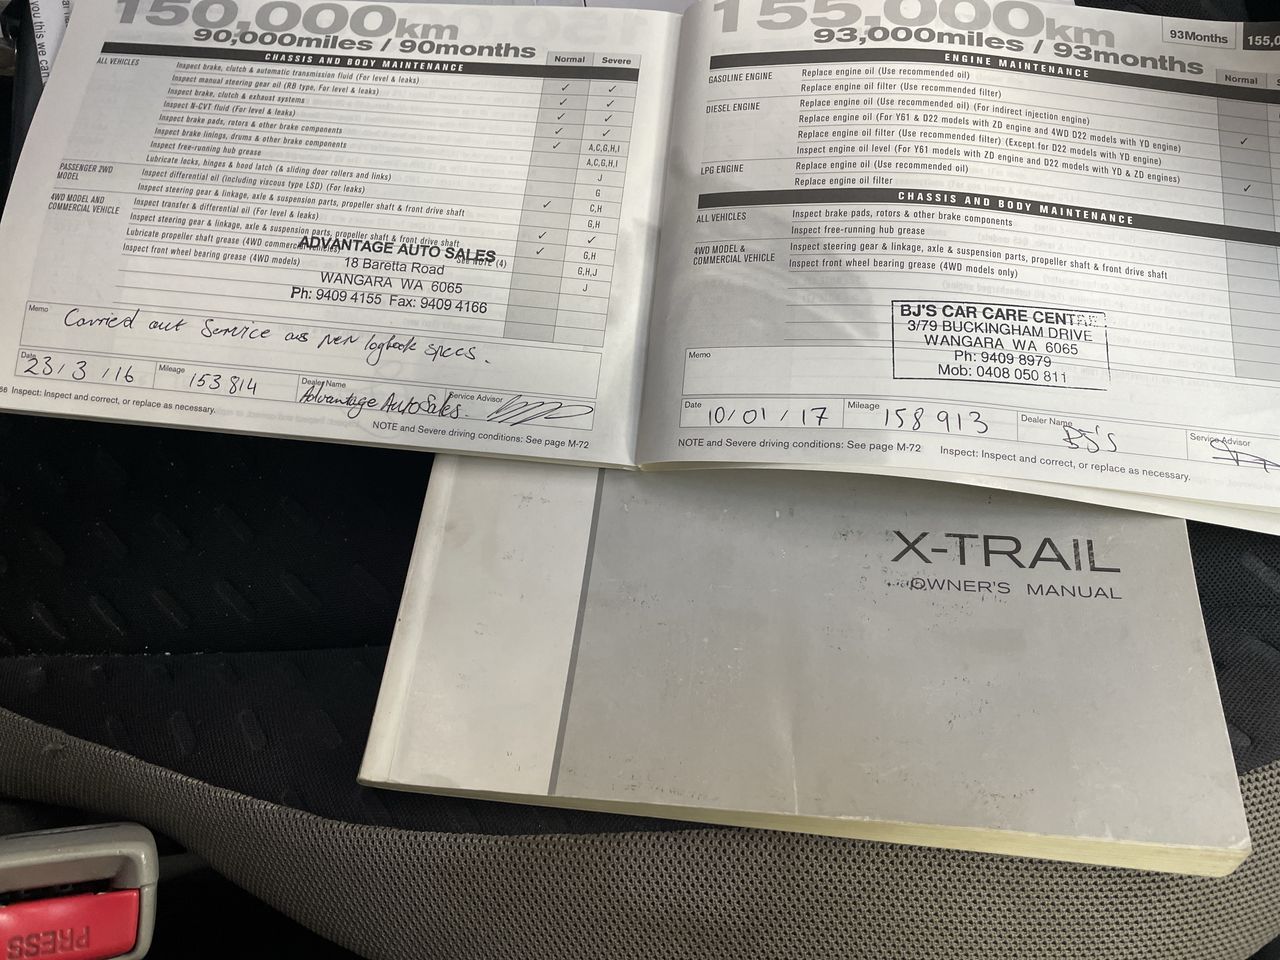 150,000km
90,000miles / 90months
CHASSIS AND BODY MAINTENANCE Normal Severe
ALL VEHICLES
Inspect brake, clutch & automatic transmission fluid (For level & leaks)
Inspect manual steering gear oil (RB type, For level & leaks)
Inspect brake, clutch & exhaust systems
Inspect N-CVT fluid (For level & leaks)
Inspect brake pads, rotors & other brake components
Inspect brake linings, drums & other brake components A,C,G,H,I
Inspect free-running hub grease A,C,G,H,I
Lubricate locks, hinges & hood latch (& sliding door rollers and links) J
PASSENGER 2WD MODEL
Inspect differential oil (including viscous type LSD) (For leaks) G
Inspect steering gear & linkage, axle & suspension parts, propeller shaft & front drive shaft C,H
4WD MODEL AND COMMERCIAL VEHICLE
Inspect transfer & differential oil (For level & leaks) G,H
Inspect steering gear & linkage, axle & suspension parts, propeller shaft & front drive shaft
Lubricate propeller shaft grease (4WD commercial See NOTE (4) G,H
Inspect front wheel bearing grease (4WD models) G,H,J
J
ADVANTAGE AUTO SALES
18 Baretta Road
WANGARA WA 6065
Ph: 9409 4155 Fax: 9409 4166
Memo
Carried out Service as per logbook specs.
Date 23/3/16 Mileage 153814 Dealer Name Advantage Auto Sales. Service Advisor
Inspect: Inspect and correct, or replace as necessary.
NOTE and Severe driving conditions: See page M-72
155,000km
93,000miles / 93months
93Months 155,0
ENGINE MAINTENANCE Normal
GASOLINE ENGINE
Replace engine oil (Use recommended oil)
Replace engine oil filter (Use recommended filter)
DIESEL ENGINE
Replace engine oil (Use recommended oil) (For indirect injection engine)
Replace engine oil (For Y61 & D22 models with ZD engine and 4WD D22 models with YD engine)
Replace engine oil filter (Use recommended filter) (Except for D22 models with YD engine)
Inspect engine oil level (For Y61 models with ZD engine and D22 models with YD & ZD engines)
LPG ENGINE
Replace engine oil (Use recommended oil)
Replace engine oil filter
CHASSIS AND BODY MAINTENANCE
ALL VEHICLES
Inspect brake pads, rotors & other brake components
Inspect free-running hub grease
4WD MODEL & COMMERCIAL VEHICLE
Inspect steering gear & linkage, axle & suspension parts, propeller shaft & front drive shaft
Inspect front wheel bearing grease (4WD models only)
BJ'S CAR CARE CENTRE
3/79 BUCKINGHAM DRIVE
WANGARA WA 6065
Ph: 9409 8979
Mob: 0408 050 811
Memo
Date 10/01/17 Mileage 158913 Dealer Name BJ'S Service Advisor
NOTE and Severe driving conditions: See page M-72 Inspect: Inspect and correct, or replace as necessary.
X-TRAIL
OWNER'S MANUAL
PRESS
you this we can